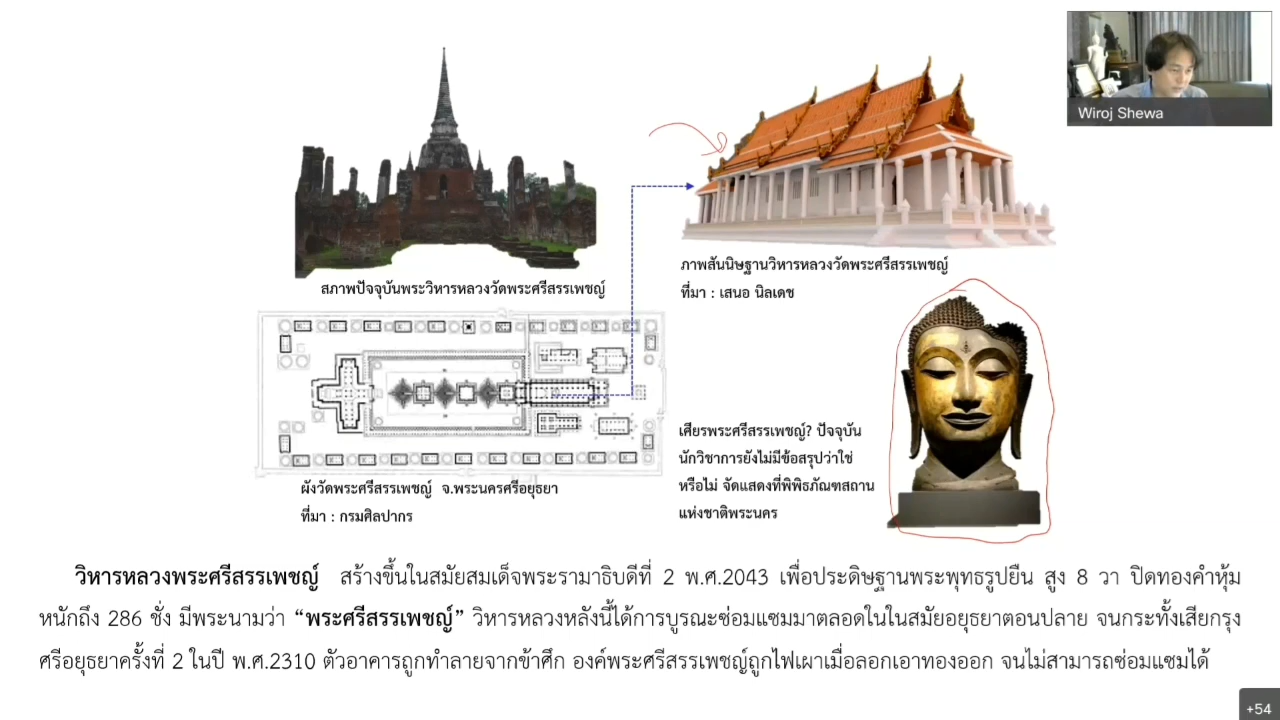 Wiroj Shewa
สภาพปัจจุบันพระวิหารหลวงวัดพระศรีสรรเพชญ์
ภาพสันนิษฐานวิหารหลวงวัดพระศรีสรรเพชญ์
ที่มา : เสนอ นิลเดช
ผังวัดพระศรีสรรเพชญ์ จ.พระนครศรีอยุธยา
ที่มา : กรมศิลปากร
เศียรพระศรีสรรเพชญ์? ปัจจุบัน
นักวิชาการยังไม่มีข้อสรุปว่าใช่
หรือไม่ จัดแสดงที่พิพิธภัณฑสถาน
แห่งชาติพระนคร
วิหารหลวงพระศรีสรรเพชญ์ สร้างขึ้นในสมัยสมเด็จพระรามาธิบดีที่ 2 พ.ศ.2043 เพื่อประดิษฐานพระพุทธรูปยืน สูง 8 วา ปิดทองคำหุ้ม
หนักถึง 286 ชั่ง มีพระนามว่า “พระศรีสรรเพชญ์” วิหารหลวงหลังนี้ได้การบูรณะซ่อมแซมมาตลอดในในสมัยอยุธยาตอนปลาย จนกระทั้งเสียกรุง
ศรีอยุธยาครั้งที่ 2 ในปี พ.ศ.2310 ตัวอาคารถูกทำลายจากข้าศึก องค์พระศรีสรรเพชญ์ถูกไฟเผาเมื่อลอกเอาทองออก จนไม่สามารถซ่อมแซมได้
+54